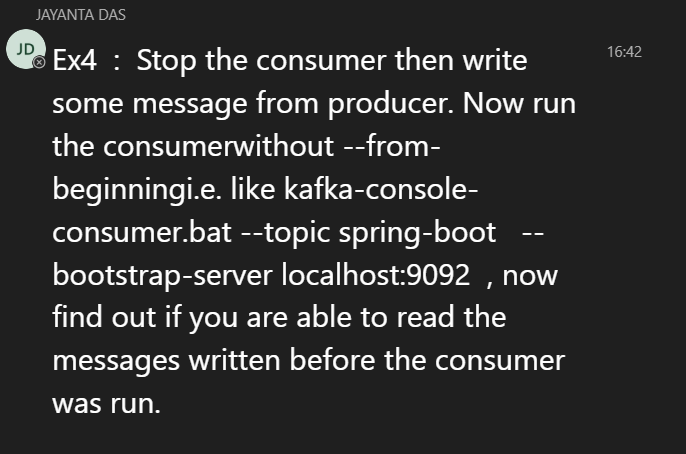 JAYANTA DAS
JD
16:42
Ex4 : Stop the consumer then write
some message from producer. Now run
the consumerwithout --from-
beginningi.e. like kafka-console-
consumer.bat --topic spring-boot --
bootstrap-server localhost:9092 , now
find out if you are able to read the
messages written before the consumer
was run.